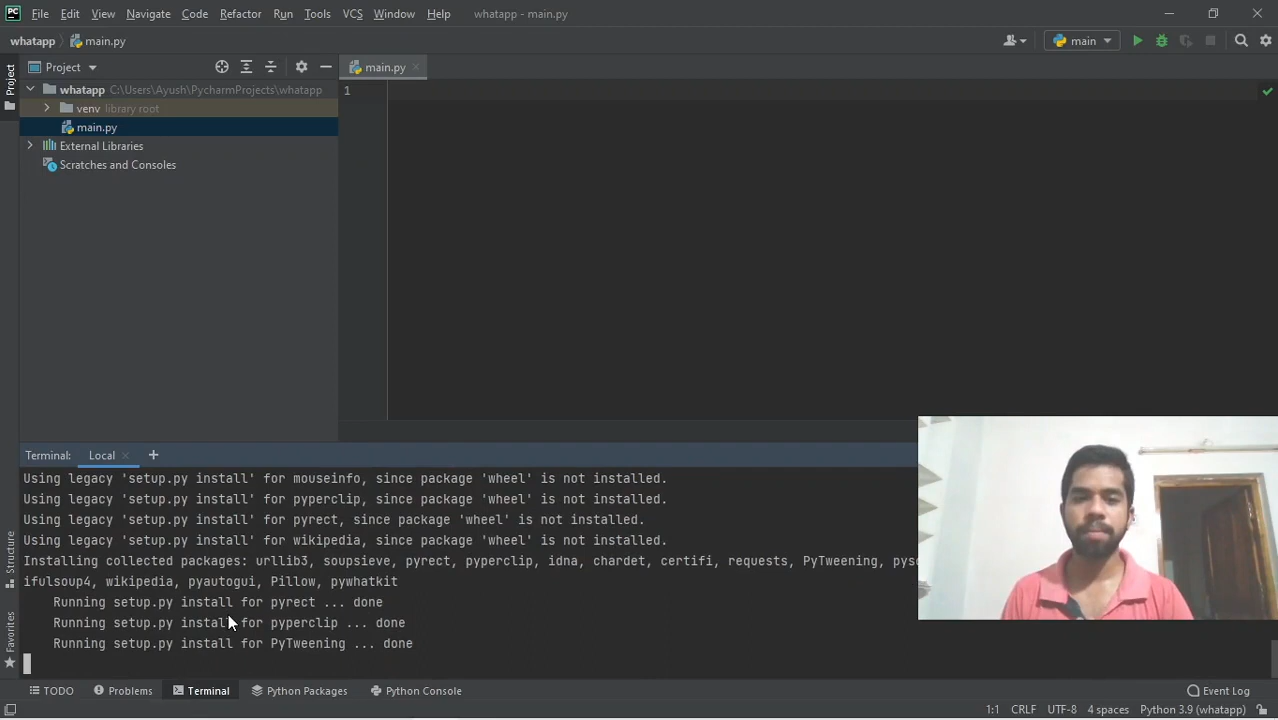 PC File Edit View Navigate Code Refactor Run Tools VCS Window Help whatapp - main.py
whatapp main.py main
Project main.py
Project
whatapp C:\Users\Ayush\PycharmProjects\whatapp 1
venv library root
main.py
External Libraries
Scratches and Consoles
Terminal: Local
Using legacy 'setup.py install' for mouseinfo, since package 'wheel' is not installed.
Using legacy 'setup.py install' for pyperclip, since package 'wheel' is not installed.
Using legacy 'setup.py install' for pyrect, since package 'wheel' is not installed.
Using legacy 'setup.py install' for wikipedia, since package 'wheel' is not installed.
Installing collected packages: urllib3, soupsieve, pyrect, pyperclip, idna, chardet, certifi, requests, PyTweening,
ifulsoup4, wikipedia, pyautogui, Pillow, pywhatkit
Running setup.py install for pyrect ... done
Running setup.py install for pyperclip ... done
Running setup.py install for PyTweening ... done
Structure
Favorites
TODO Problems Terminal Python Packages Python Console Event Log
1:1 CRLF UTF-8 4 spaces Python 3.9 (whatapp)